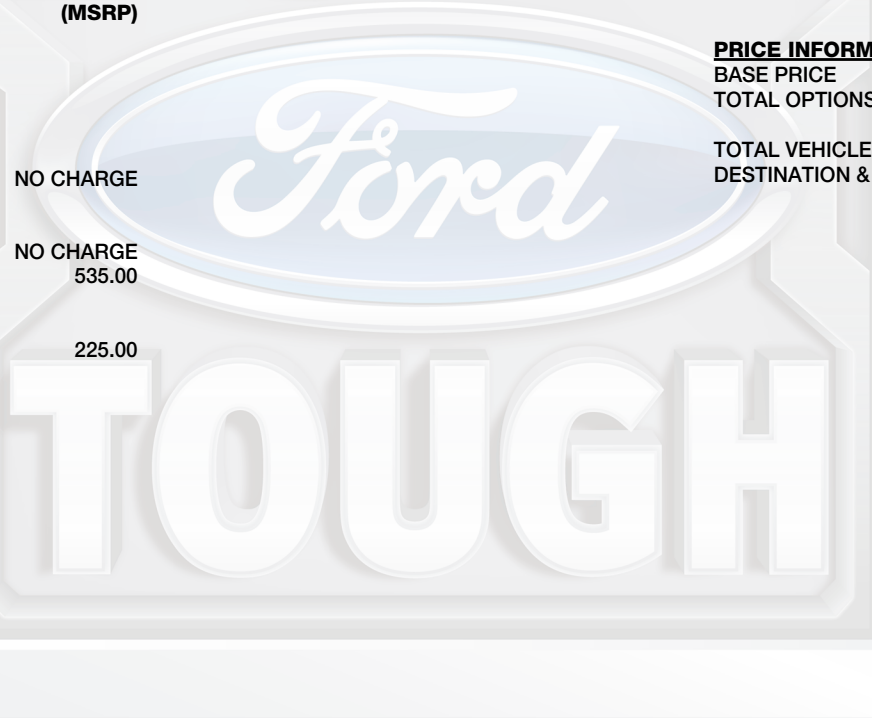 (MSRP)
NO CHARGE
NO CHARGE
535.00
225.00
PRICE INFORM
BASE PRICE
TOTAL OPTIONS
TOTAL VEHICLE
DESTINATION &
Ford
TOUGH